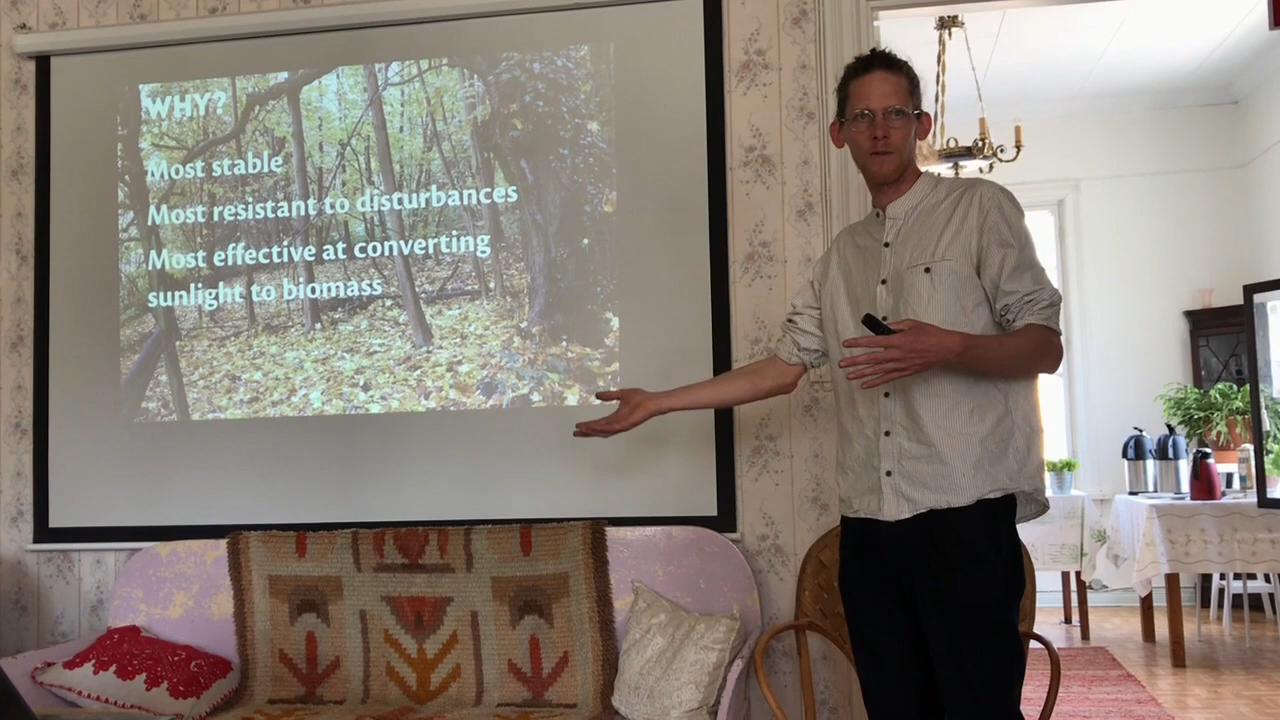 WHY?
Most stable
Most resistant to disturbances
Most effective at converting
sunlight to biomass